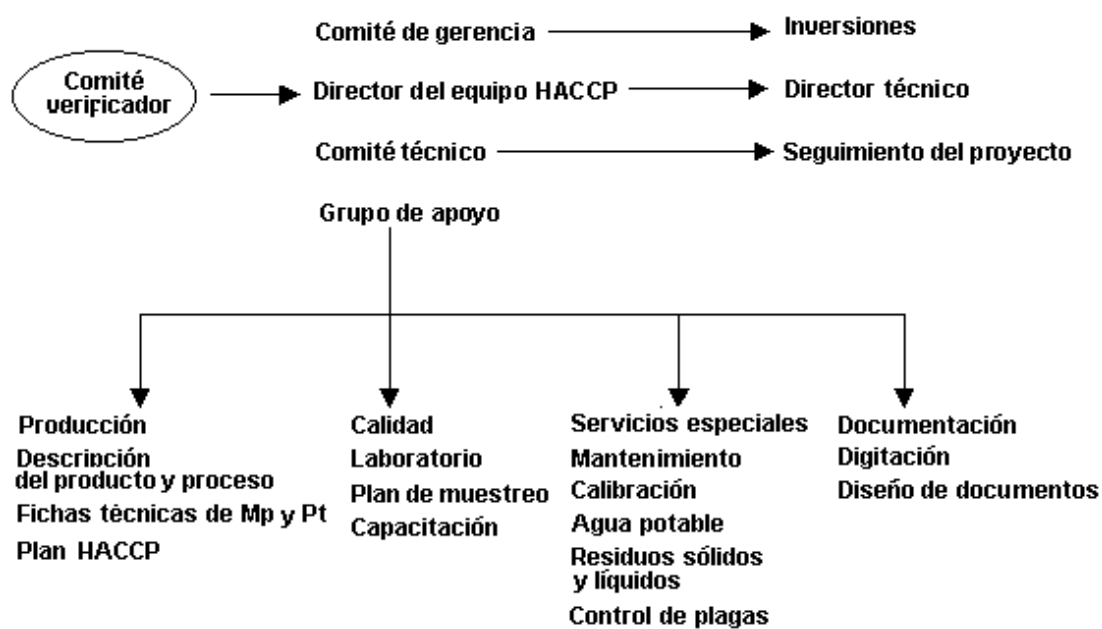 Comité de gerencia
Inversiones
Comité
verificador
Director del equipo HACCP
Director técnico
Comité técnico
Seguimiento del proyecto
Grupo de apoyo
Producción
Descripción
del producto y proceso
Fichas técnicas de Mp y Pt
Plan HACCP
Calidad
Laboratorio
Plan de muestreo
Capacitación
Servicios especiales
Mantenimiento
Calibración
Agua potable
Residuos sólidos
y líquidos
Control de plagas
Documentación
Digitación
Diseño de documentos